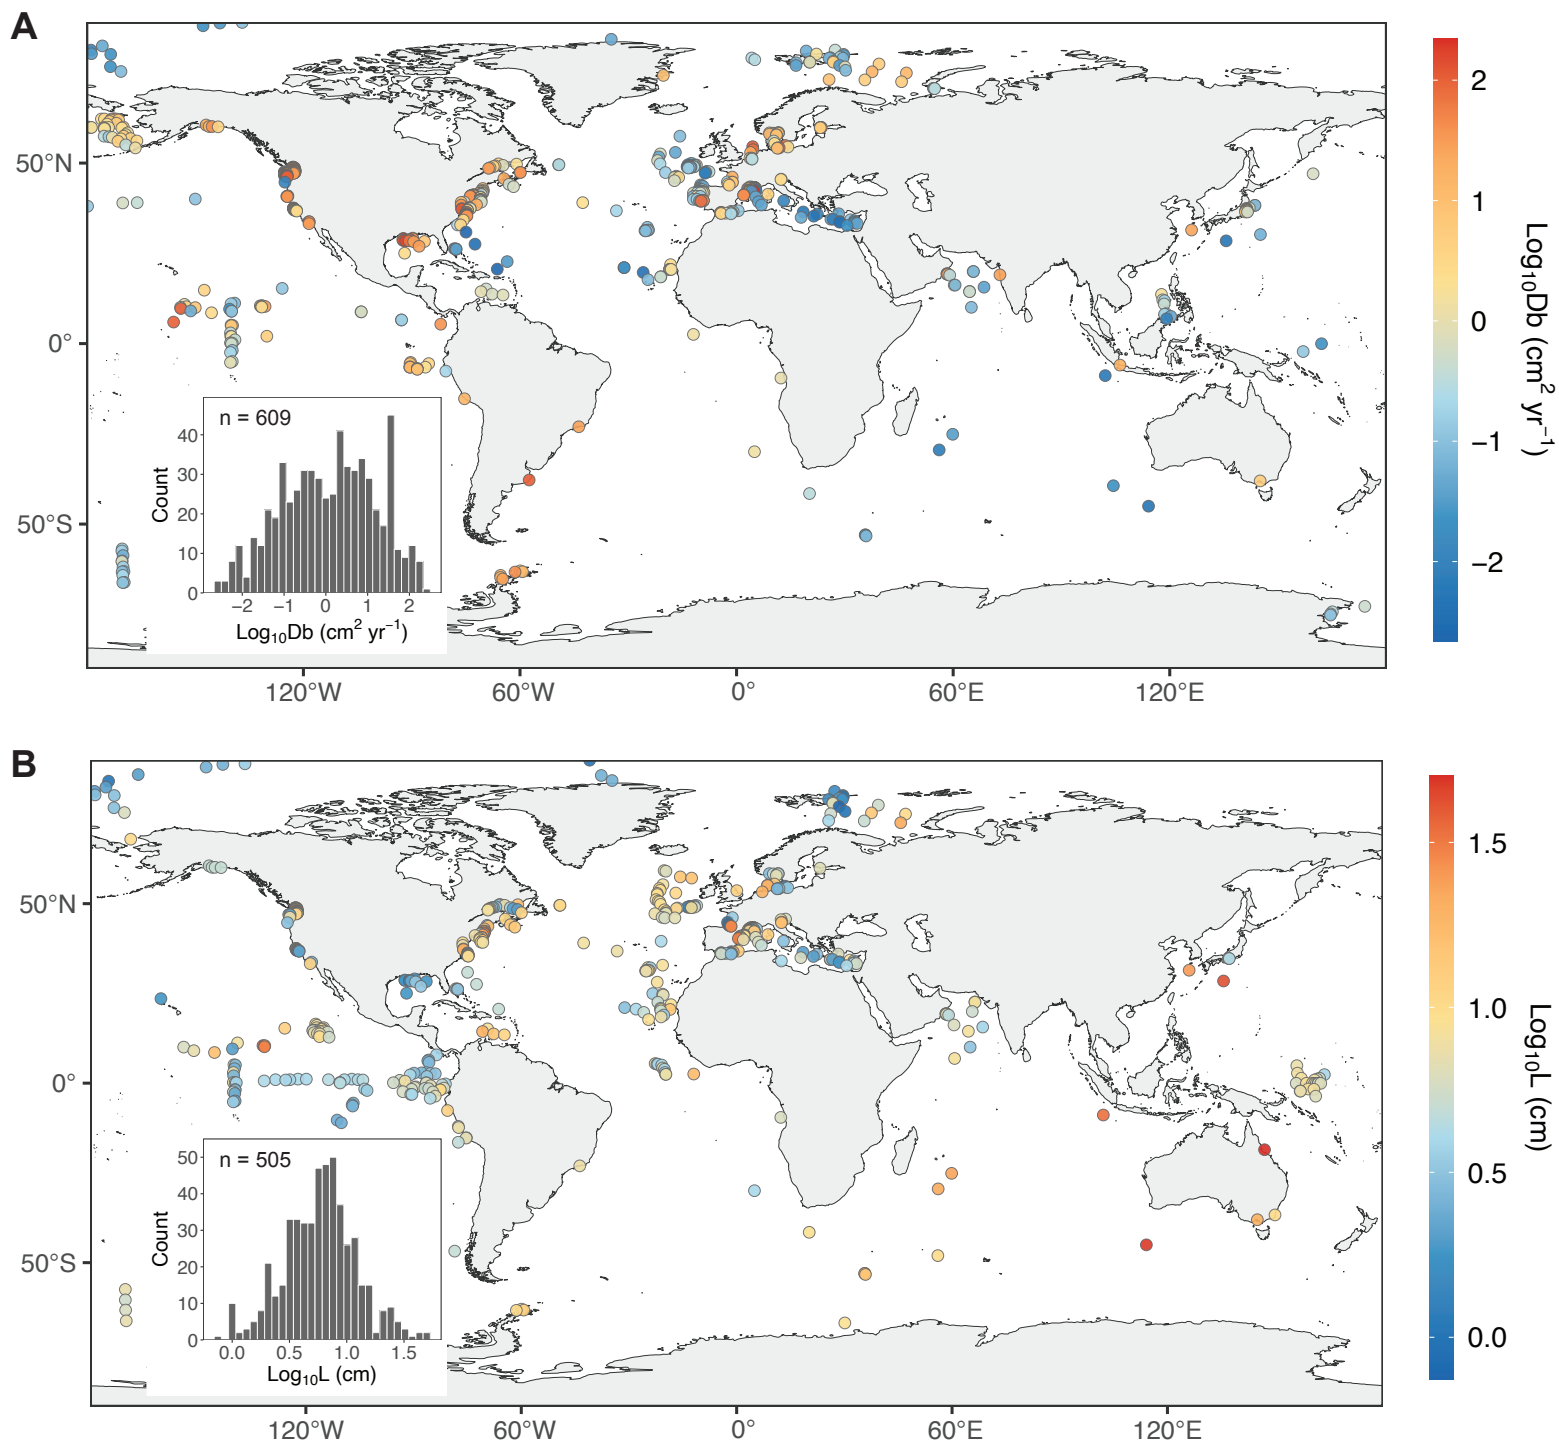 A
50°N
0°
50°S
120°W
60°W
0°
60°E
120°E
n = 609
Count
40
30
20
10
0
−2
−1
0
1
2
Log₁₀Db (cm² yr⁻¹)
2
1
0
−1
−2
Log₁₀Db (cm² yr⁻¹)
B
50°N
0°
50°S
120°W
60°W
0°
60°E
120°E
n = 505
Count
50
40
30
20
10
0
0.0
0.5
1.0
1.5
Log₁₀L (cm)
1.5
1.0
0.5
0.0
Log₁₀L (cm)